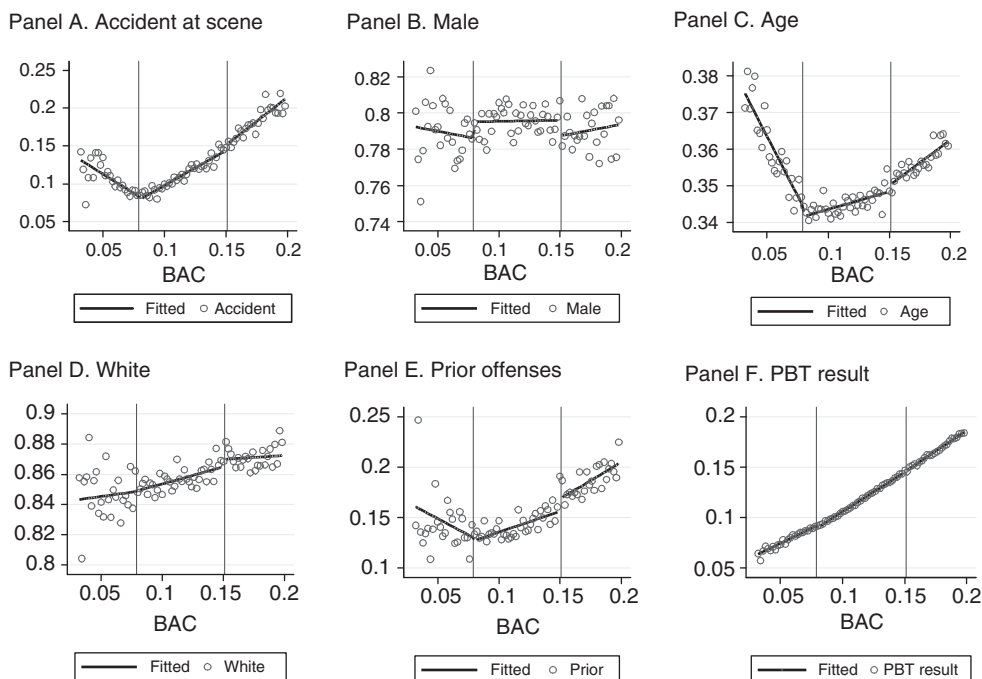 Panel A. Accident at scene
0.25
0.2
0.15
0.1
0.05
0.05 0.1 0.15 0.2
BAC
Fitted Accident
Panel B. Male
0.82
0.8
0.78
0.76
0.74
0.05 0.1 0.15 0.2
BAC
Fitted Male
Panel C. Age
0.38
0.37
0.36
0.35
0.34
0.05 0.1 0.15 0.2
BAC
Fitted Age
Panel D. White
0.9
0.88
0.86
0.84
0.82
0.8
0.05 0.1 0.15 0.2
BAC
Fitted White
Panel E. Prior offenses
0.25
0.2
0.15
0.1
0.05 0.1 0.15 0.2
BAC
Fitted Prior
Panel F. PBT result
0.2
0.15
0.1
0.05
0.05 0.1 0.15 0.2
BAC
Fitted PBT result